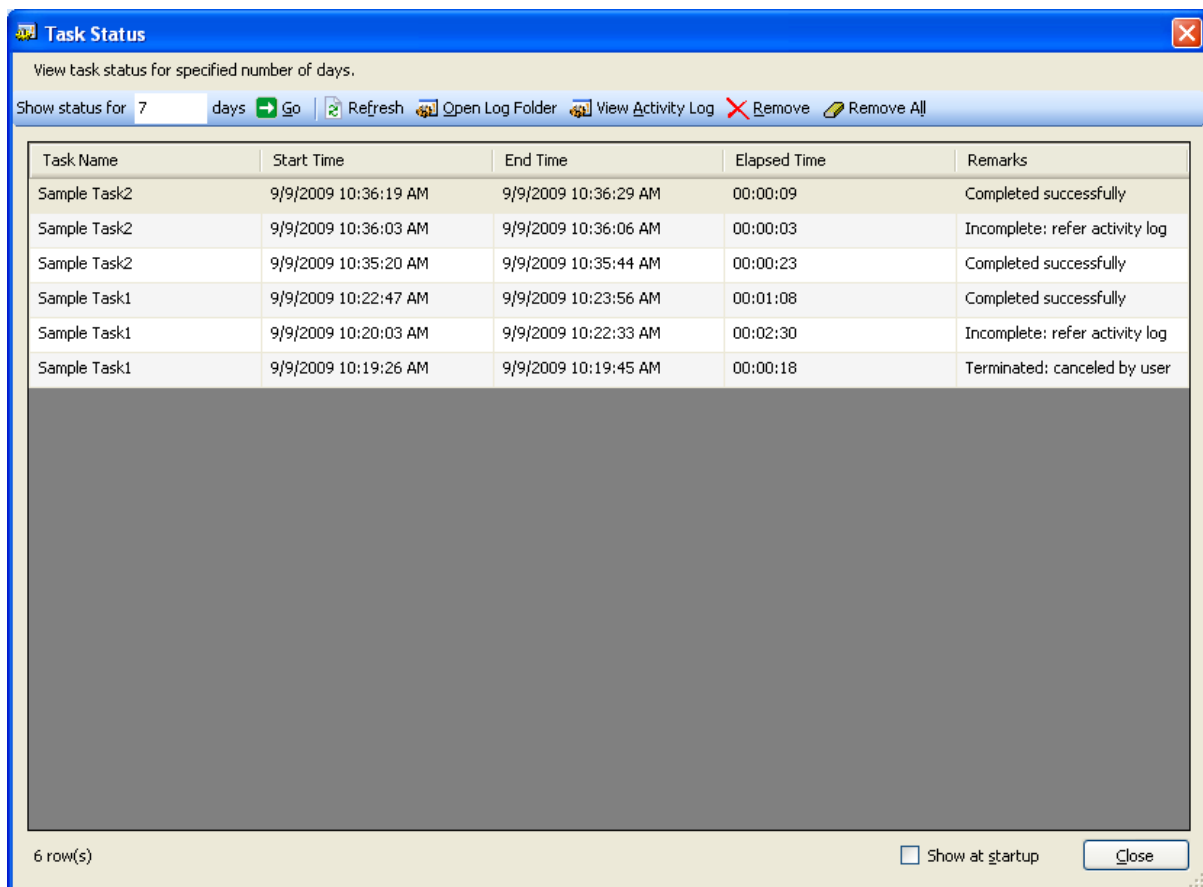 Task Status
View task status for specified number of days.
Show status for 7 days Go Refresh Open Log Folder View Activity Log Remove Remove All
Task Name Start Time End Time Elapsed Time Remarks
Sample Task2 9/9/2009 10:36:19 AM 9/9/2009 10:36:29 AM 00:00:09 Completed successfully
Sample Task2 9/9/2009 10:36:03 AM 9/9/2009 10:36:06 AM 00:00:03 Incomplete: refer activity log
Sample Task2 9/9/2009 10:35:20 AM 9/9/2009 10:35:44 AM 00:00:23 Completed successfully
Sample Task1 9/9/2009 10:22:47 AM 9/9/2009 10:23:56 AM 00:01:08 Completed successfully
Sample Task1 9/9/2009 10:20:03 AM 9/9/2009 10:22:33 AM 00:02:30 Incomplete: refer activity log
Sample Task1 9/9/2009 10:19:26 AM 9/9/2009 10:19:45 AM 00:00:18 Terminated: canceled by user
6 row(s) Show at startup Close